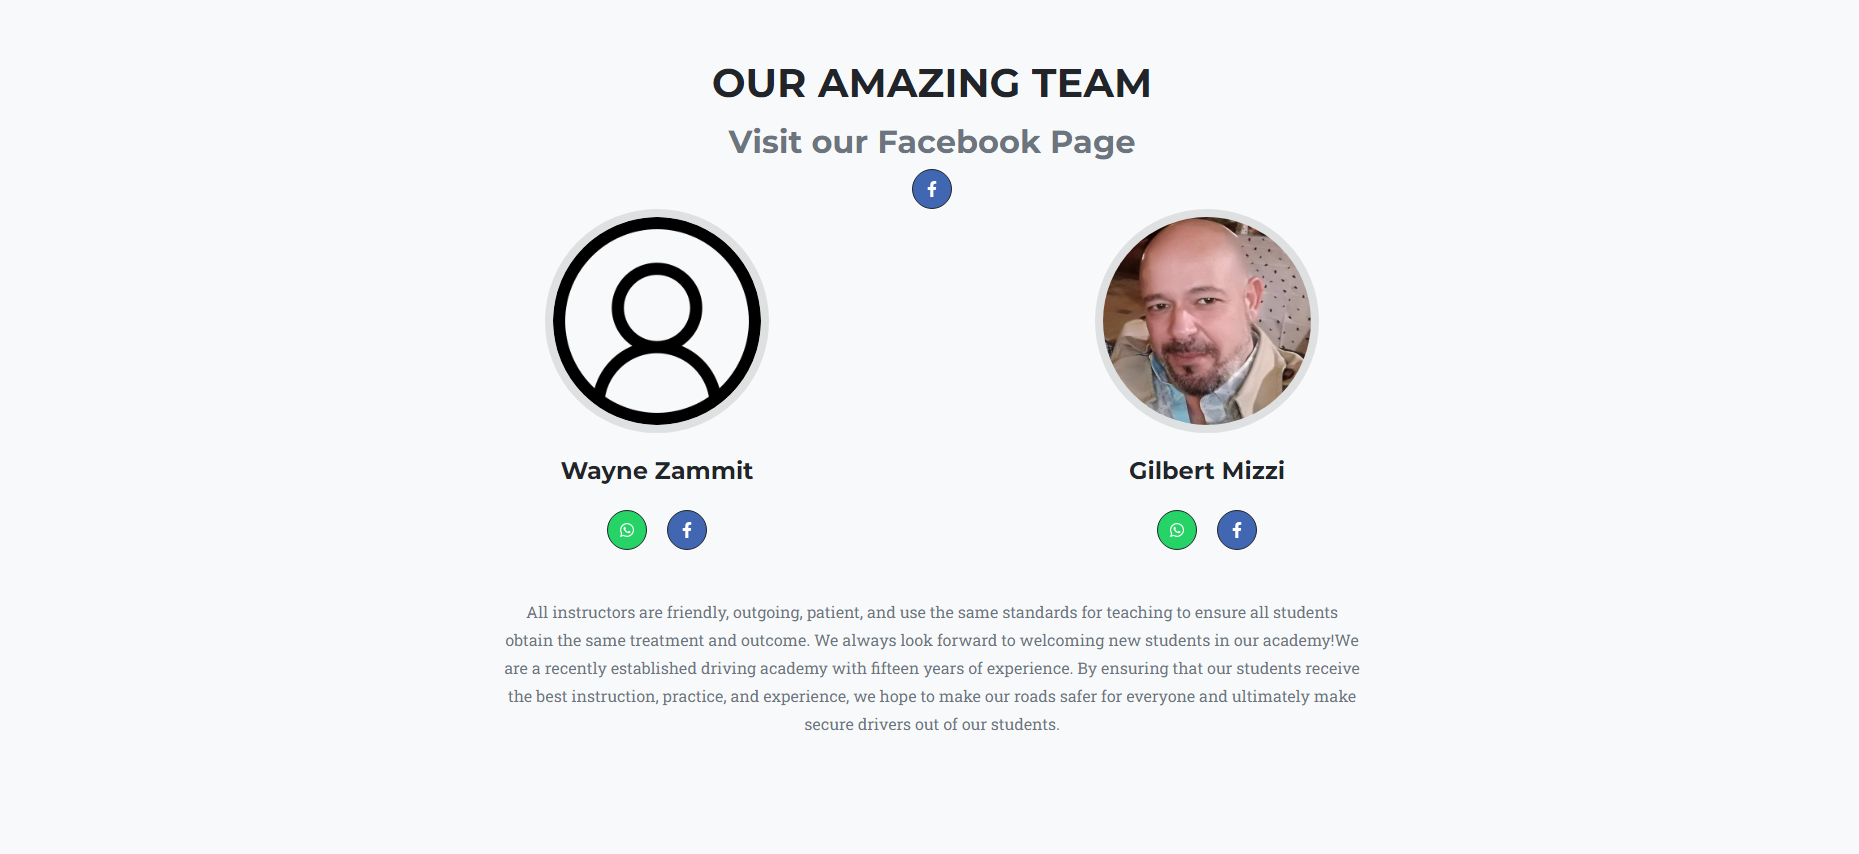 OUR AMAZING TEAM
Visit our Facebook Page
Wayne Zammit
Gilbert Mizzi
All instructors are friendly, outgoing, patient, and use the same standards for teaching to ensure all students
obtain the same treatment and outcome. We always look forward to welcoming new students in our academy!We
are a recently established driving academy with fifteen years of experience. By ensuring that our students receive
the best instruction, practice, and experience, we hope to make our roads safer for everyone and ultimately make
secure drivers out of our students.